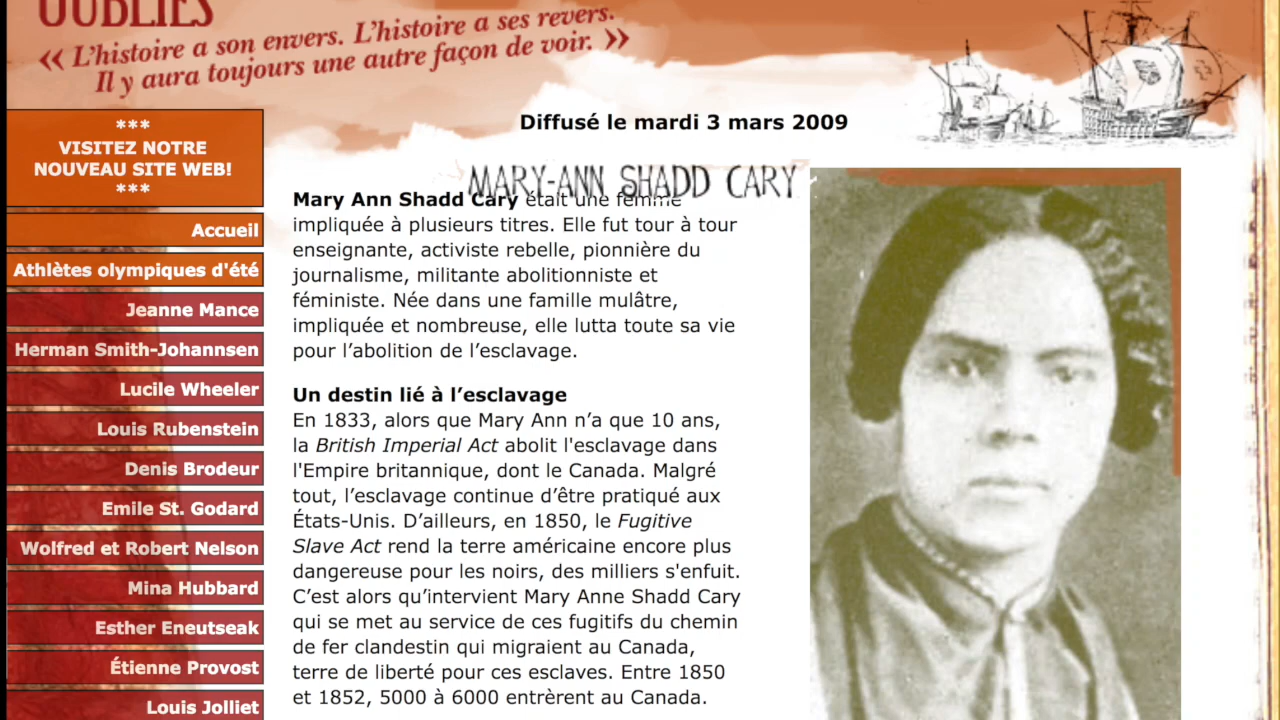 OUBLIÉS
« L'histoire a son envers. L'histoire a ses revers.
Il y aura toujours une autre façon de voir. »
***
VISITEZ NOTRE
NOUVEAU SITE WEB!
***
Accueil
Athlètes olympiques d'été
Jeanne Mance
Herman Smith-Johannsen
Lucile Wheeler
Louis Rubenstein
Denis Brodeur
Emile St. Godard
Wolfred et Robert Nelson
Mina Hubbard
Esther Eneutseak
Étienne Provost
Louis Jolliet
Diffusé le mardi 3 mars 2009
MARY-ANN SHADD CARY
Mary Ann Shadd Cary était une femme
impliquée à plusieurs titres. Elle fut tour à tour
enseignante, activiste rebelle, pionnière du
journalisme, militante abolitionniste et
féministe. Née dans une famille mulâtre,
impliquée et nombreuse, elle lutta toute sa vie
pour l’abolition de l’esclavage.
Un destin lié à l’esclavage
En 1833, alors que Mary Ann n’a que 10 ans,
la British Imperial Act abolit l'esclavage dans
l'Empire britannique, dont le Canada. Malgré
tout, l’esclavage continue d’être pratiqué aux
États-Unis. D’ailleurs, en 1850, le Fugitive
Slave Act rend la terre américaine encore plus
dangereuse pour les noirs, des milliers s'enfuit.
C’est alors qu’intervient Mary Anne Shadd Cary
qui se met au service de ces fugitifs du chemin
de fer clandestin qui migraient au Canada,
terre de liberté pour ces esclaves. Entre 1850
et 1852, 5000 à 6000 entrèrent au Canada.